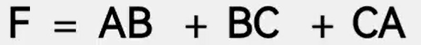 F = AB + BC + CA